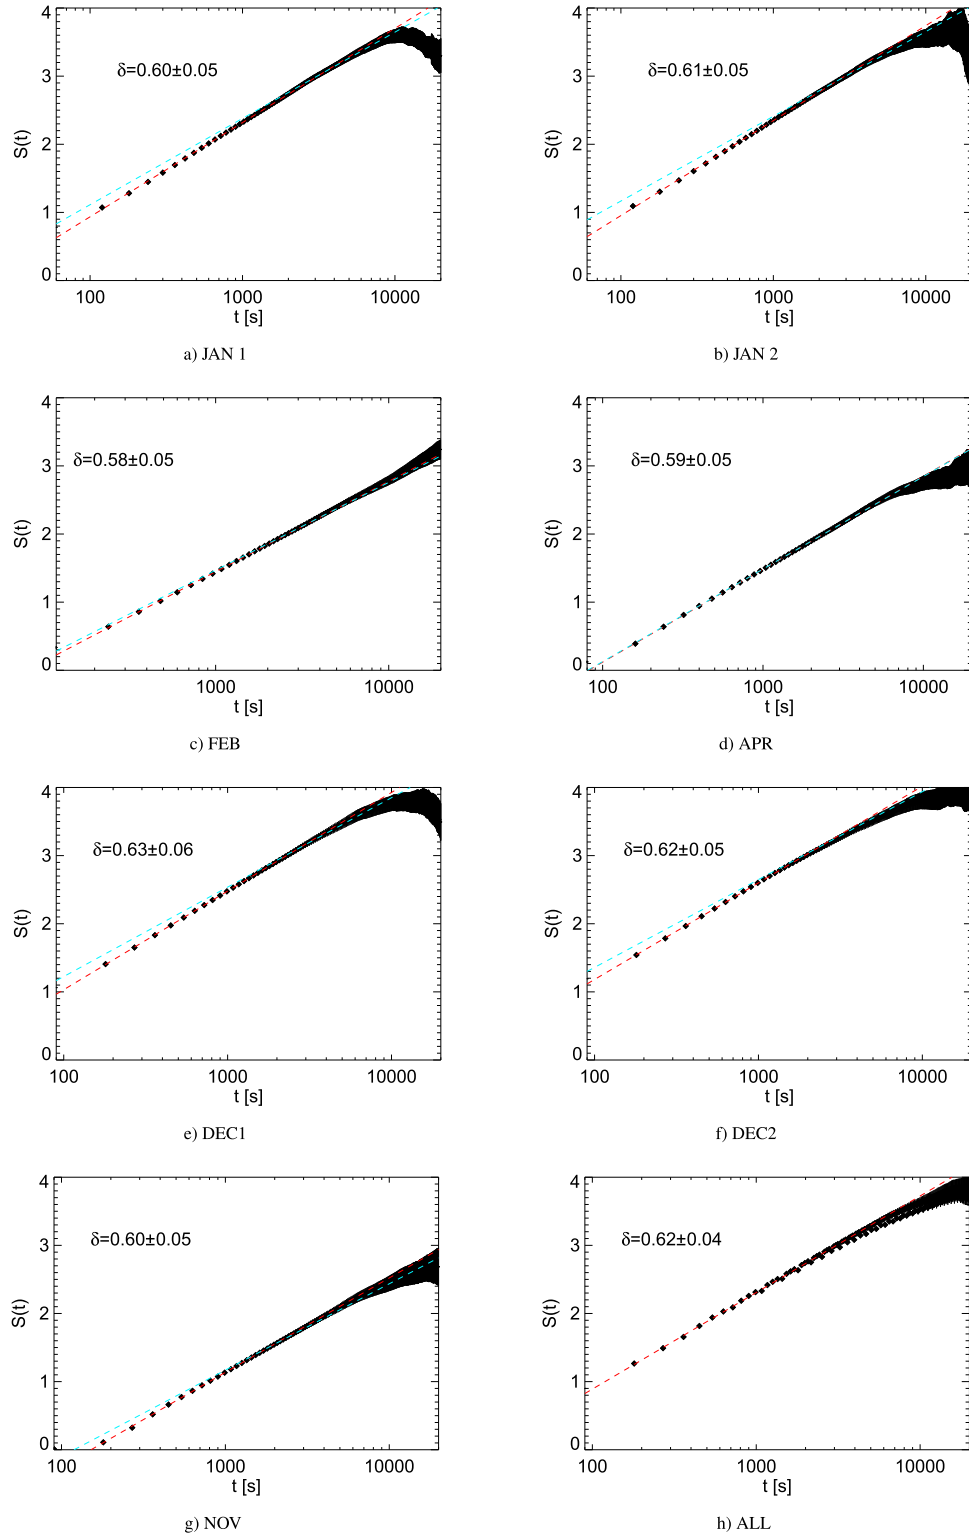 4
3
2
1
0
S(t)
δ=0.60±0.05
100 1000 10000
t [s]
a) JAN 1
4
3
2
1
0
S(t)
δ=0.61±0.05
100 1000 10000
t [s]
b) JAN 2
4
3
2
1
0
S(t)
δ=0.58±0.05
1000 10000
t [s]
c) FEB
4
3
2
1
0
S(t)
δ=0.59±0.05
100 1000 10000
t [s]
d) APR
4
3
2
1
0
S(t)
δ=0.63±0.06
100 1000 10000
t [s]
e) DEC1
4
3
2
1
0
S(t)
δ=0.62±0.05
100 1000 10000
t [s]
f) DEC2
4
3
2
1
0
S(t)
δ=0.60±0.05
100 1000 10000
t [s]
g) NOV
4
3
2
1
0
S(t)
δ=0.62±0.04
100 1000 10000
t [s]
h) ALL